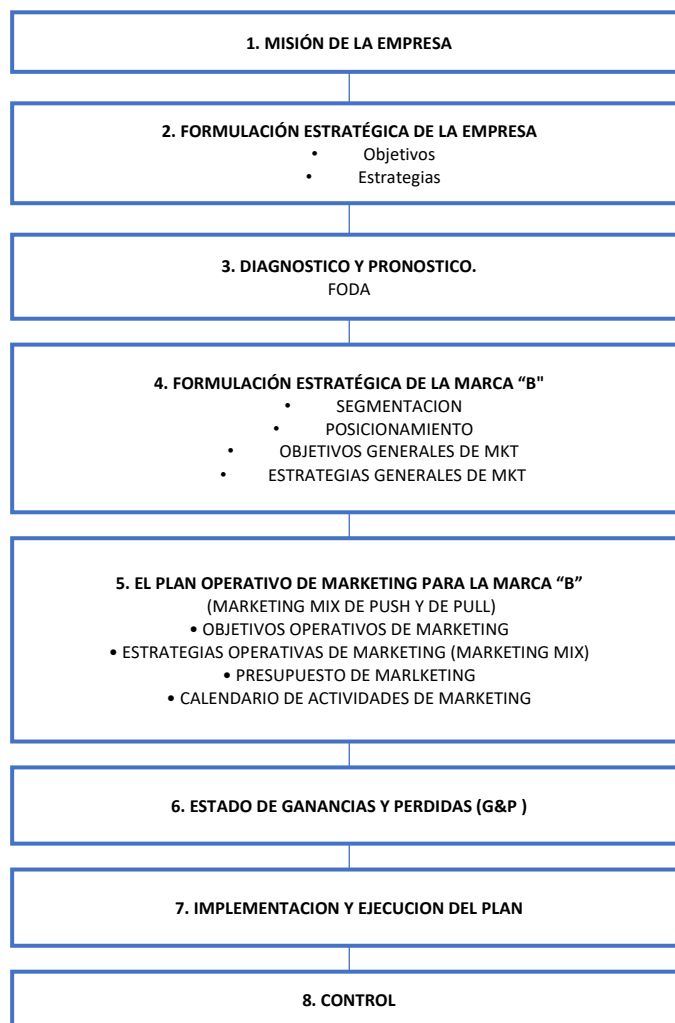 1. MISIÓN DE LA EMPRESA
2. FORMULACIÓN ESTRATÉGICA DE LA EMPRESA
• Objetivos
• Estrategias
3. DIAGNOSTICO Y PRONOSTICO.
FODA
4. FORMULACIÓN ESTRATÉGICA DE LA MARCA “B"
• SEGMENTACION
• POSICIONAMIENTO
• OBJETIVOS GENERALES DE MKT
• ESTRATEGIAS GENERALES DE MKT
5. EL PLAN OPERATIVO DE MARKETING PARA LA MARCA “B”
(MARKETING MIX DE PUSH Y DE PULL)
• OBJETIVOS OPERATIVOS DE MARKETING
• ESTRATEGIAS OPERATIVAS DE MARKETING (MARKETING MIX)
• PRESUPUESTO DE MARLKETING
• CALENDARIO DE ACTIVIDADES DE MARKETING
6. ESTADO DE GANANCIAS Y PERDIDAS (G&P )
7. IMPLEMENTACION Y EJECUCION DEL PLAN
8. CONTROL